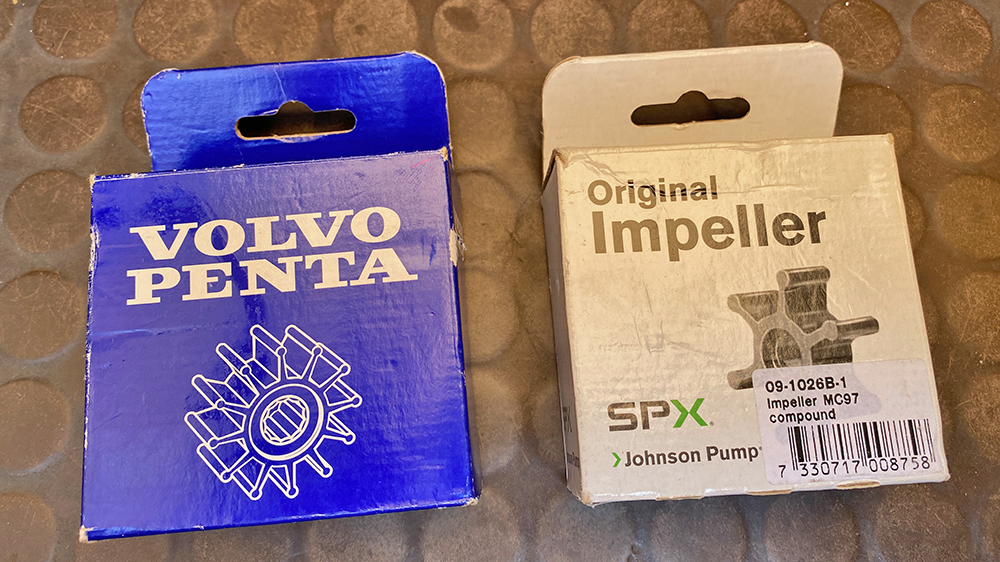 VOLVO
PENTA
Original
Impeller
SPX
Johnson Pump
09-1026B-1
Impeller MC97
compound
7 330717 008758